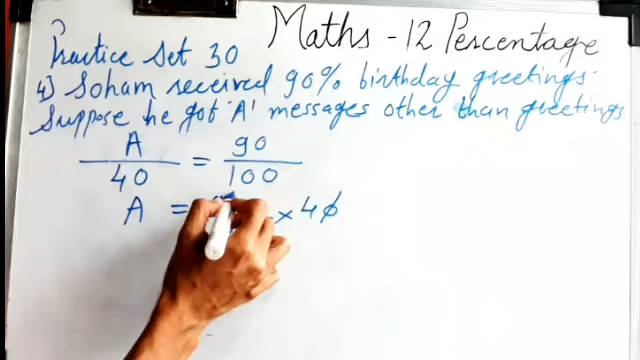 Maths - 12 Percentage
Practice Set 30
4) Soham received 90% birthday greetings.
Suppose he got 'A' messages other than greetings
A/40 = 90/100
A = × 40